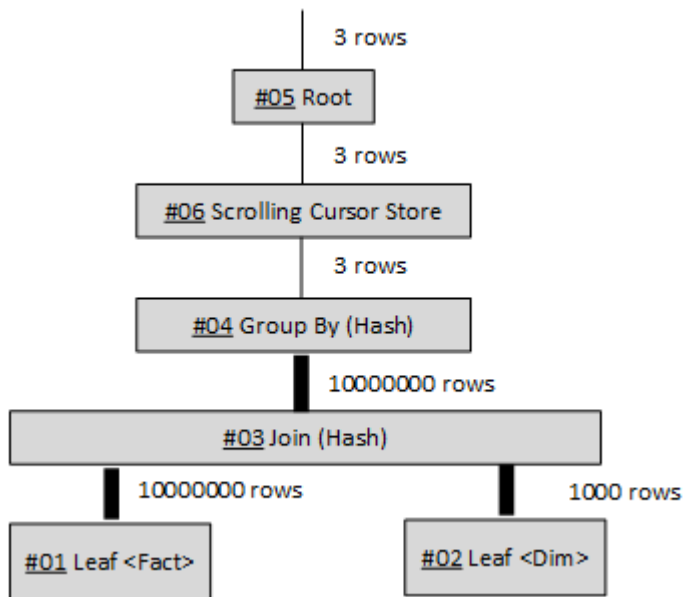 3 rows
#05 Root
3 rows
#06 Scrolling Cursor Store
3 rows
#04 Group By (Hash)
10000000 rows
#03 Join (Hash)
10000000 rows
1000 rows
#01 Leaf <Fact>
#02 Leaf <Dim>